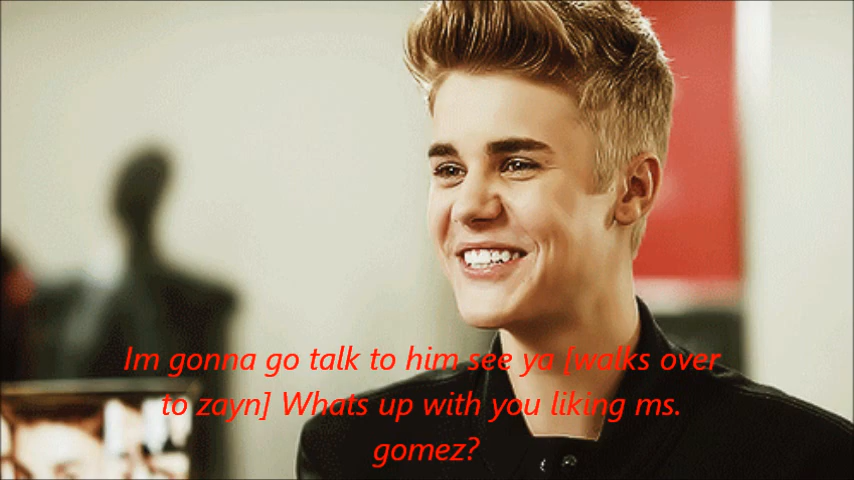 Im gonna go talk to him see ya [walks over
to zayn] Whats up with you liking ms.
gomez?